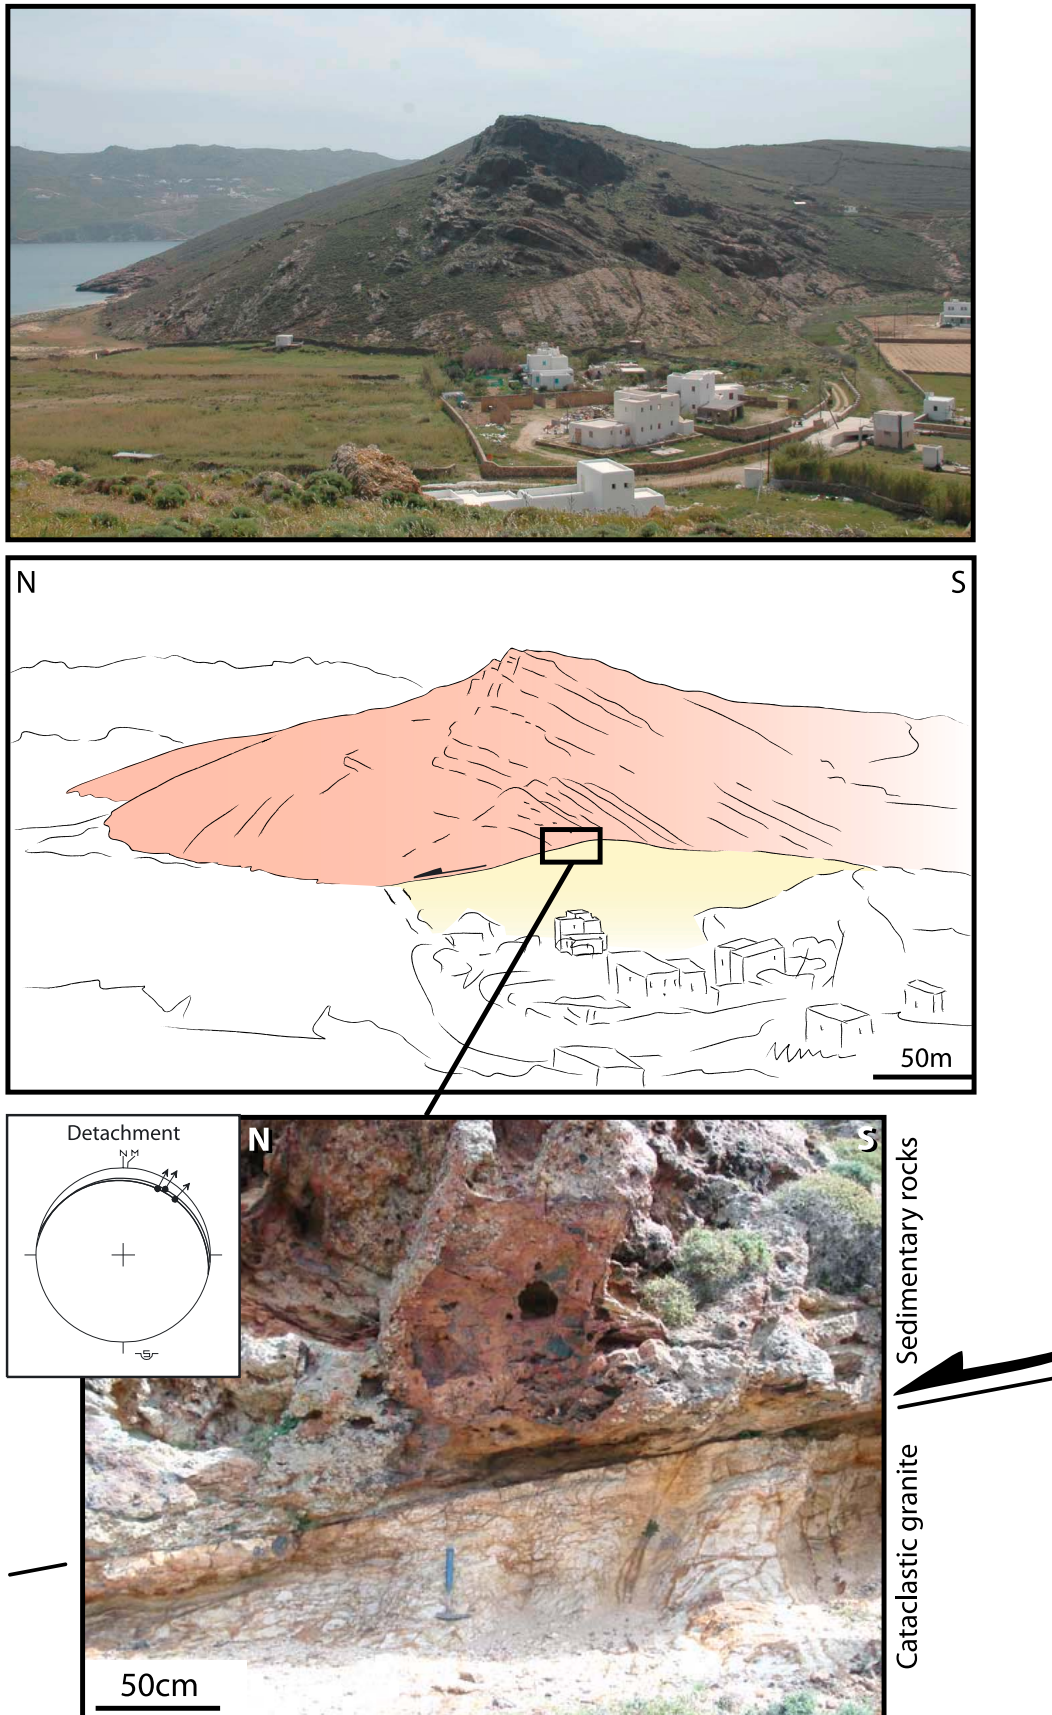 N
S
50m
Detachment
N M
S
N
S
Sedimentary rocks
Cataclastic granite
50cm